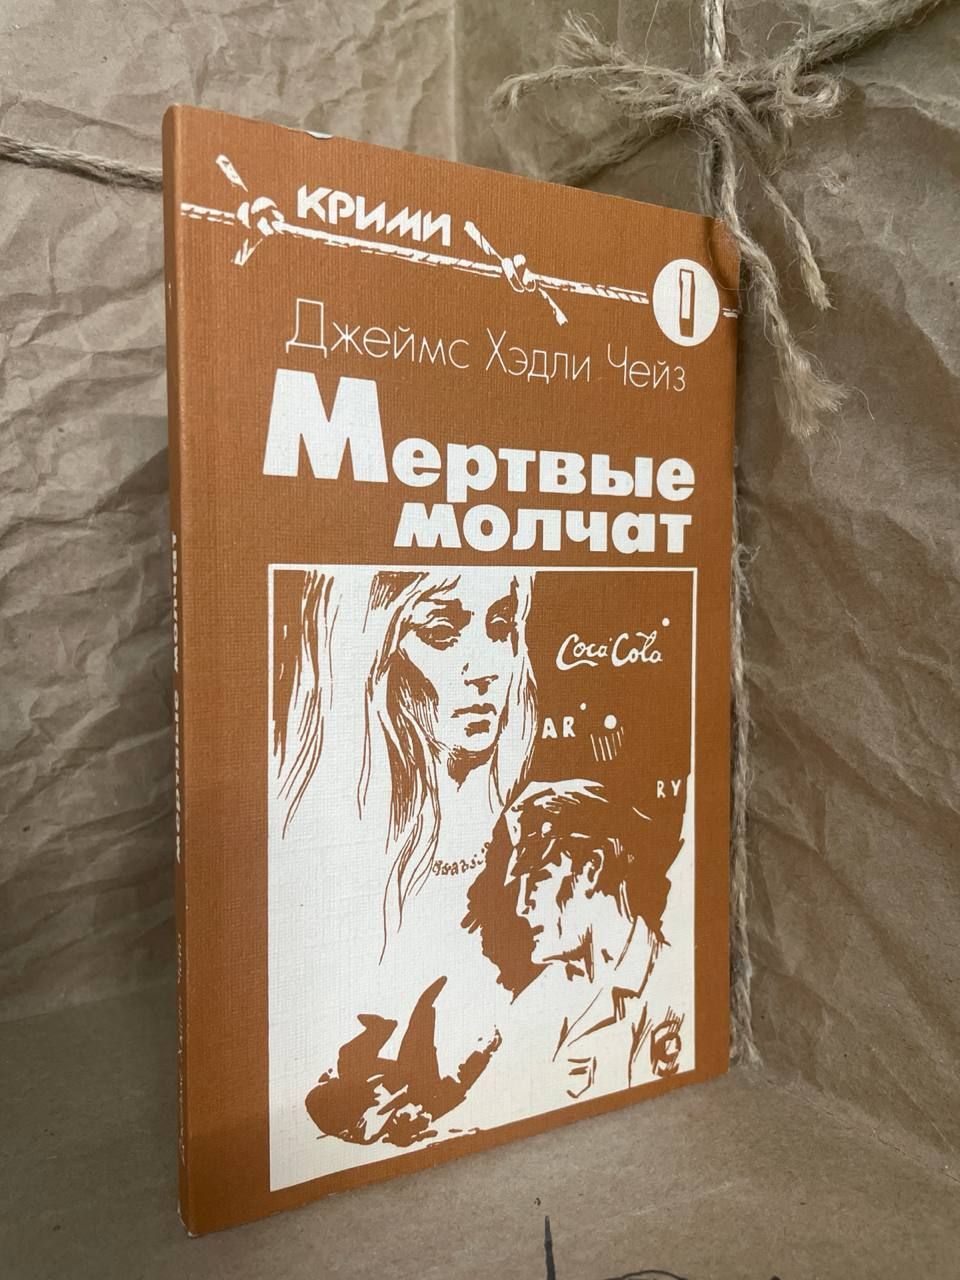 КРИМИ
1
Джеймс Хэдли Чейз
Мертвые
молчат
Coca Cola
AR
RY